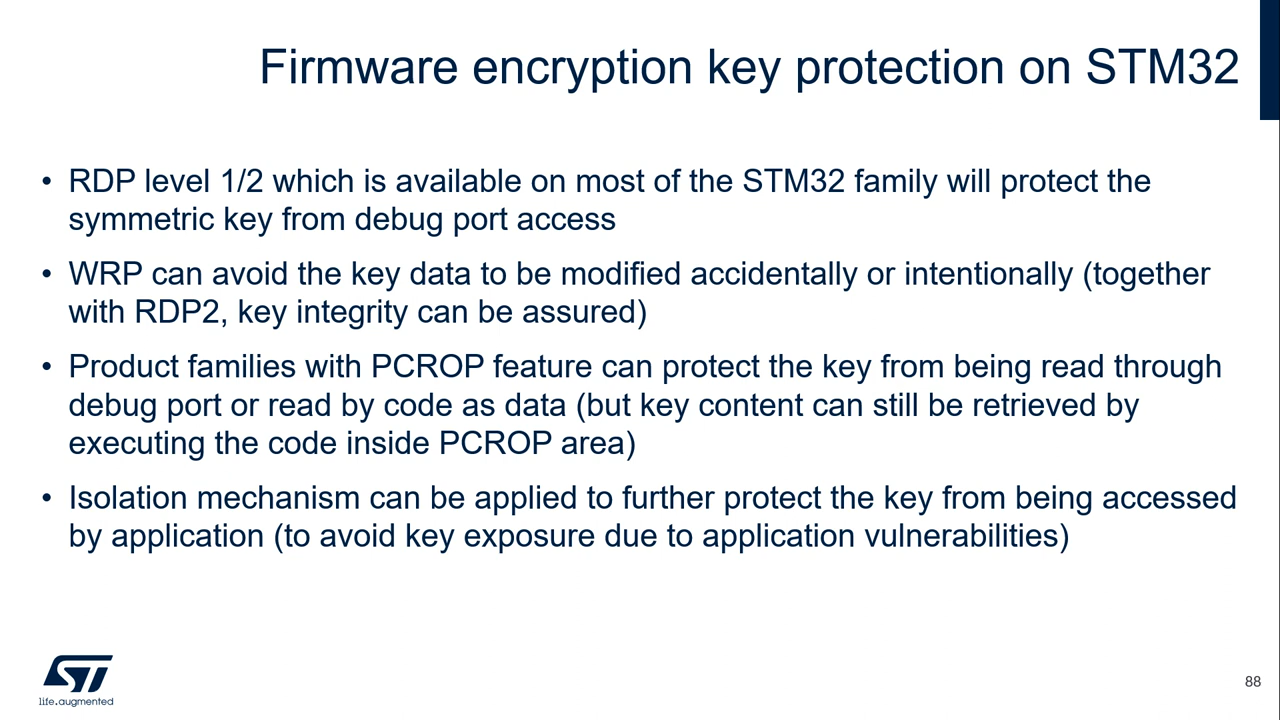 Firmware encryption key protection on STM32
• RDP level 1/2 which is available on most of the STM32 family will protect the
symmetric key from debug port access
• WRP can avoid the key data to be modified accidentally or intentionally (together
with RDP2, key integrity can be assured)
• Product families with PCROP feature can protect the key from being read through
debug port or read by code as data (but key content can still be retrieved by
executing the code inside PCROP area)
• Isolation mechanism can be applied to further protect the key from being accessed
by application (to avoid key exposure due to application vulnerabilities)
ST
life.augmented
88